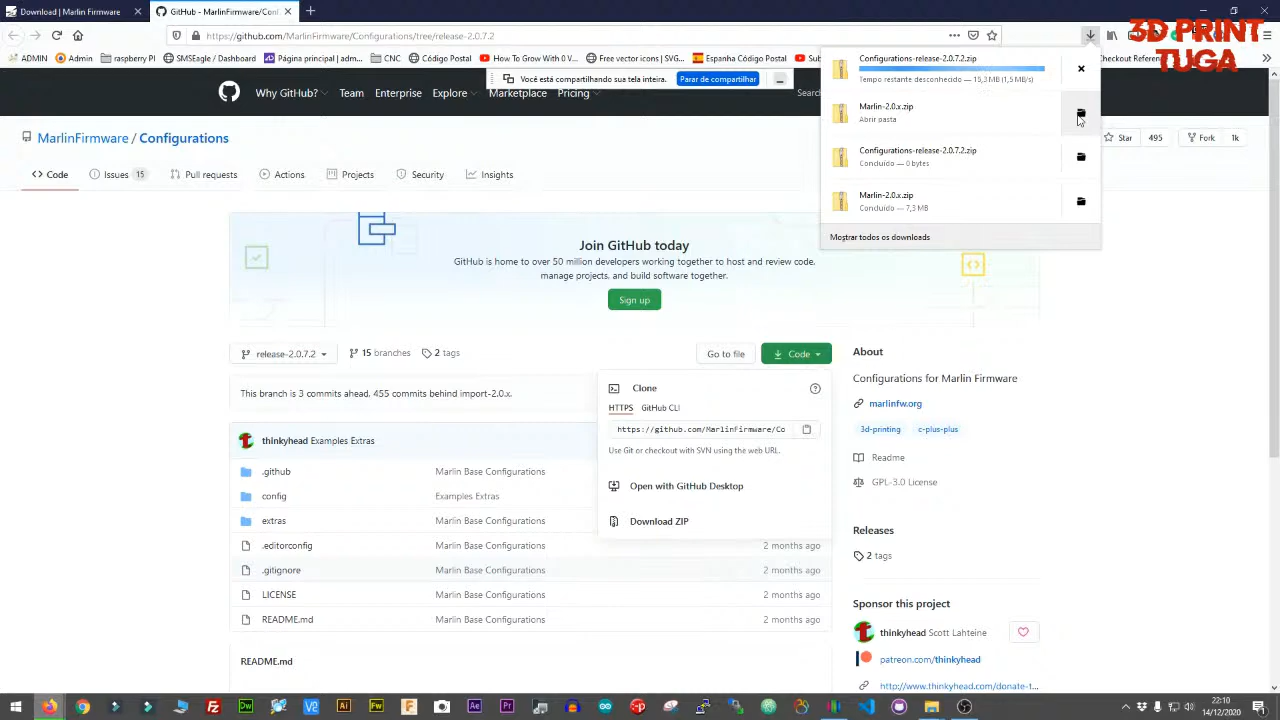 Download | Marlin Firmware
GitHub - MarlinFirmware/Conf
3D PRINT
TUGA
https://github.com/MarlinFirmware/Configurations/tree/release-2.0.7.2
ADMIN
Admin
SMSEagle / Dashboard
Página principal | adm...
CNC
Código Postal
How To Grow With 0 V...
Free vector icons | SVG...
Espanha Código Postal
Checkout Referen
Configurations-release-2.0.7.2.zip
Tempo restante desconhecido — 16,3 MB (1,5 MB/s)
Você está compartilhando sua tela inteira.
Parar de compartilhar
Why GitHub?
Explore
Marketplace
Pricing
Search
Marlin-2.0.x.zip
Abrir pasta
MarlinFirmware / Configurations
Star
495
Fork
1k
Configurations-release-2.0.7.2.zip
Concluído — 0 bytes
Code
Issues 15
Pull requests
Actions
Projects
Security
Insights
Marlin-2.0.x.zip
Concluído — 7,3 MB
Mostrar todos os downloads
Join GitHub today
GitHub is home to over 50 million developers working together to host and review code,
manage projects, and build software together.
Sign up
release-2.0.7.2
15 branches
2 tags
Go to file
Code
About
Configurations for Marlin Firmware
marlinfw.org
3d-printing
c-plus-plus
Readme
GPL-3.0 License
This branch is 3 commits ahead, 455 commits behind import-2.0.x.
Clone
HTTPS
GitHub CLI
https://github.com/MarlinFirmware/Co
Use Git or checkout with SVN using the web URL.
Open with GitHub Desktop
Download ZIP
thinkyhead Examples Extras
.github
Marlin Base Configurations
config
Examples Extras
extras
Marlin Base Configurations
.editorconfig
Marlin Base Configurations
2 months ago
.gitignore
Marlin Base Configurations
2 months ago
LICENSE
Marlin Base Configurations
2 months ago
README.md
Marlin Base Configurations
2 months ago
README.md
Releases
2 tags
Sponsor this project
thinkyhead Scott Lahteine
patreon.com/thinkyhead
http://www.thinkyhead.com/donate-t...
22:10
14/12/2020